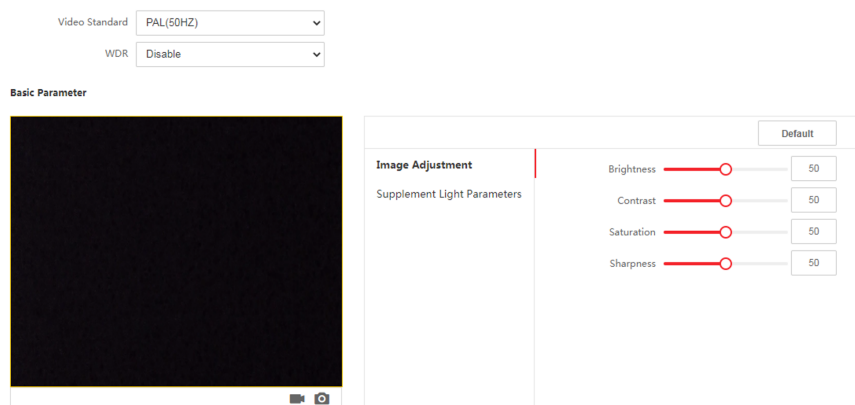 Video Standard PAL(50HZ)
WDR Disable
Basic Parameter
Default
Image Adjustment
Supplement Light Parameters
Brightness 50
Contrast 50
Saturation 50
Sharpness 50